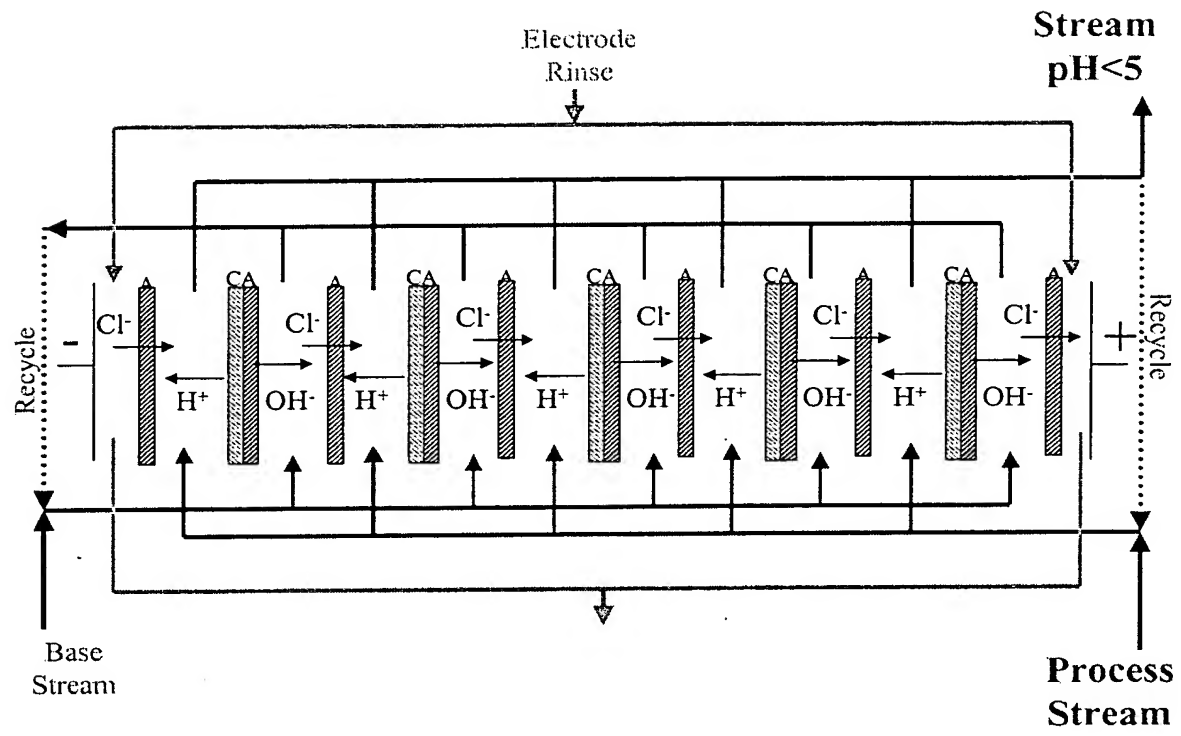 Electrode
Rinse
Stream
pH<5
A CA A CA A CA A CA A CA A
Cl- Cl- Cl- Cl- Cl- Cl-
- +
Recycle
Recycle
H+ OH- H+ OH- H+ OH- H+ OH- H+ OH-
Base
Stream
Process
Stream